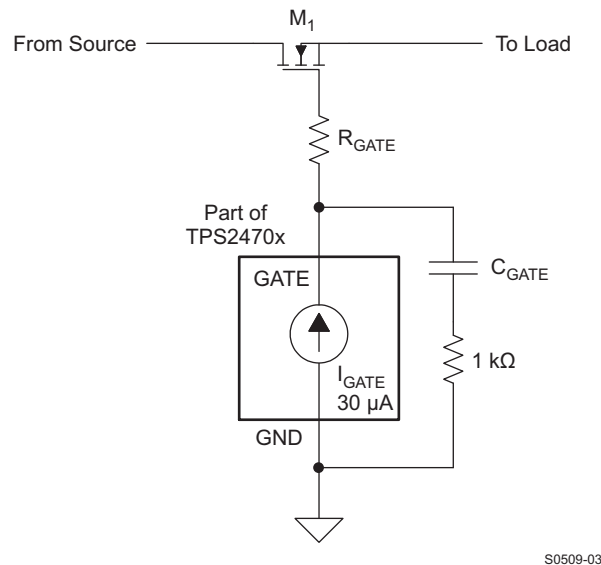 M1
From Source
To Load
RGATE
Part of
TPS2470x
GATE
CGATE
IGATE
30 µA
1 kΩ
GND
S0509-03